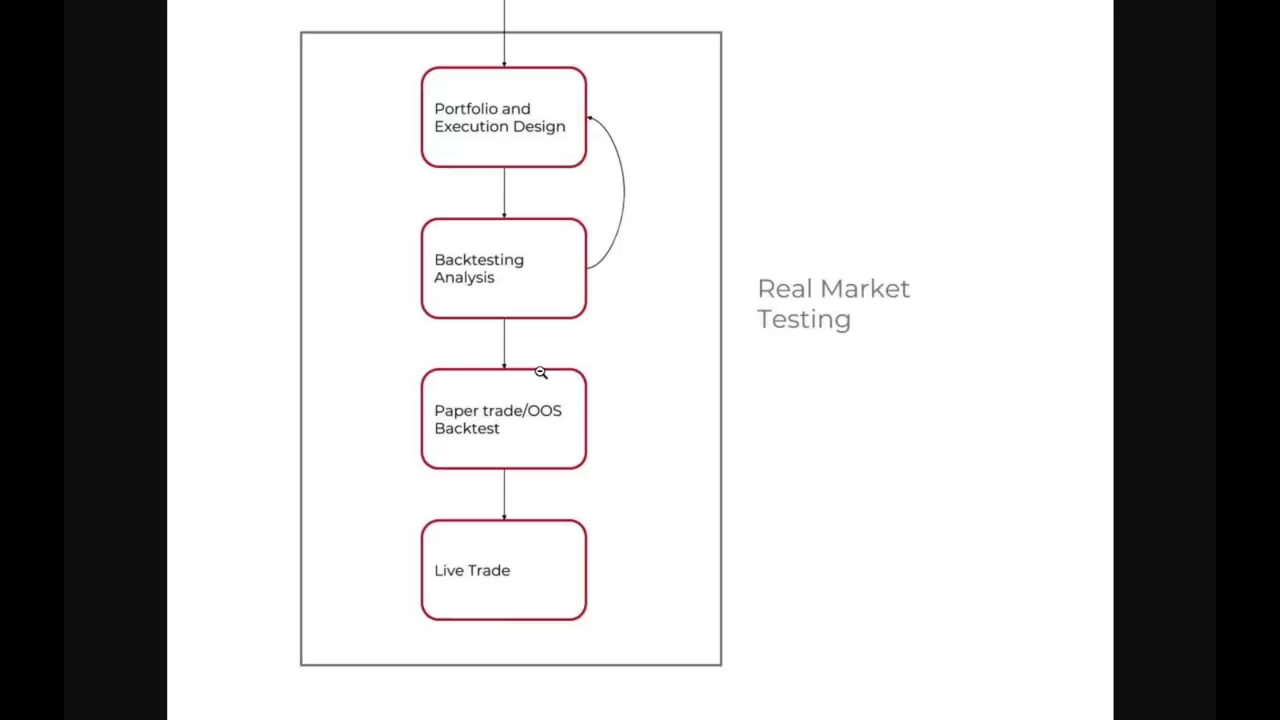 Portfolio and
Execution Design
Backtesting
Analysis
Real Market
Testing
Paper trade/OOS
Backtest
Live Trade